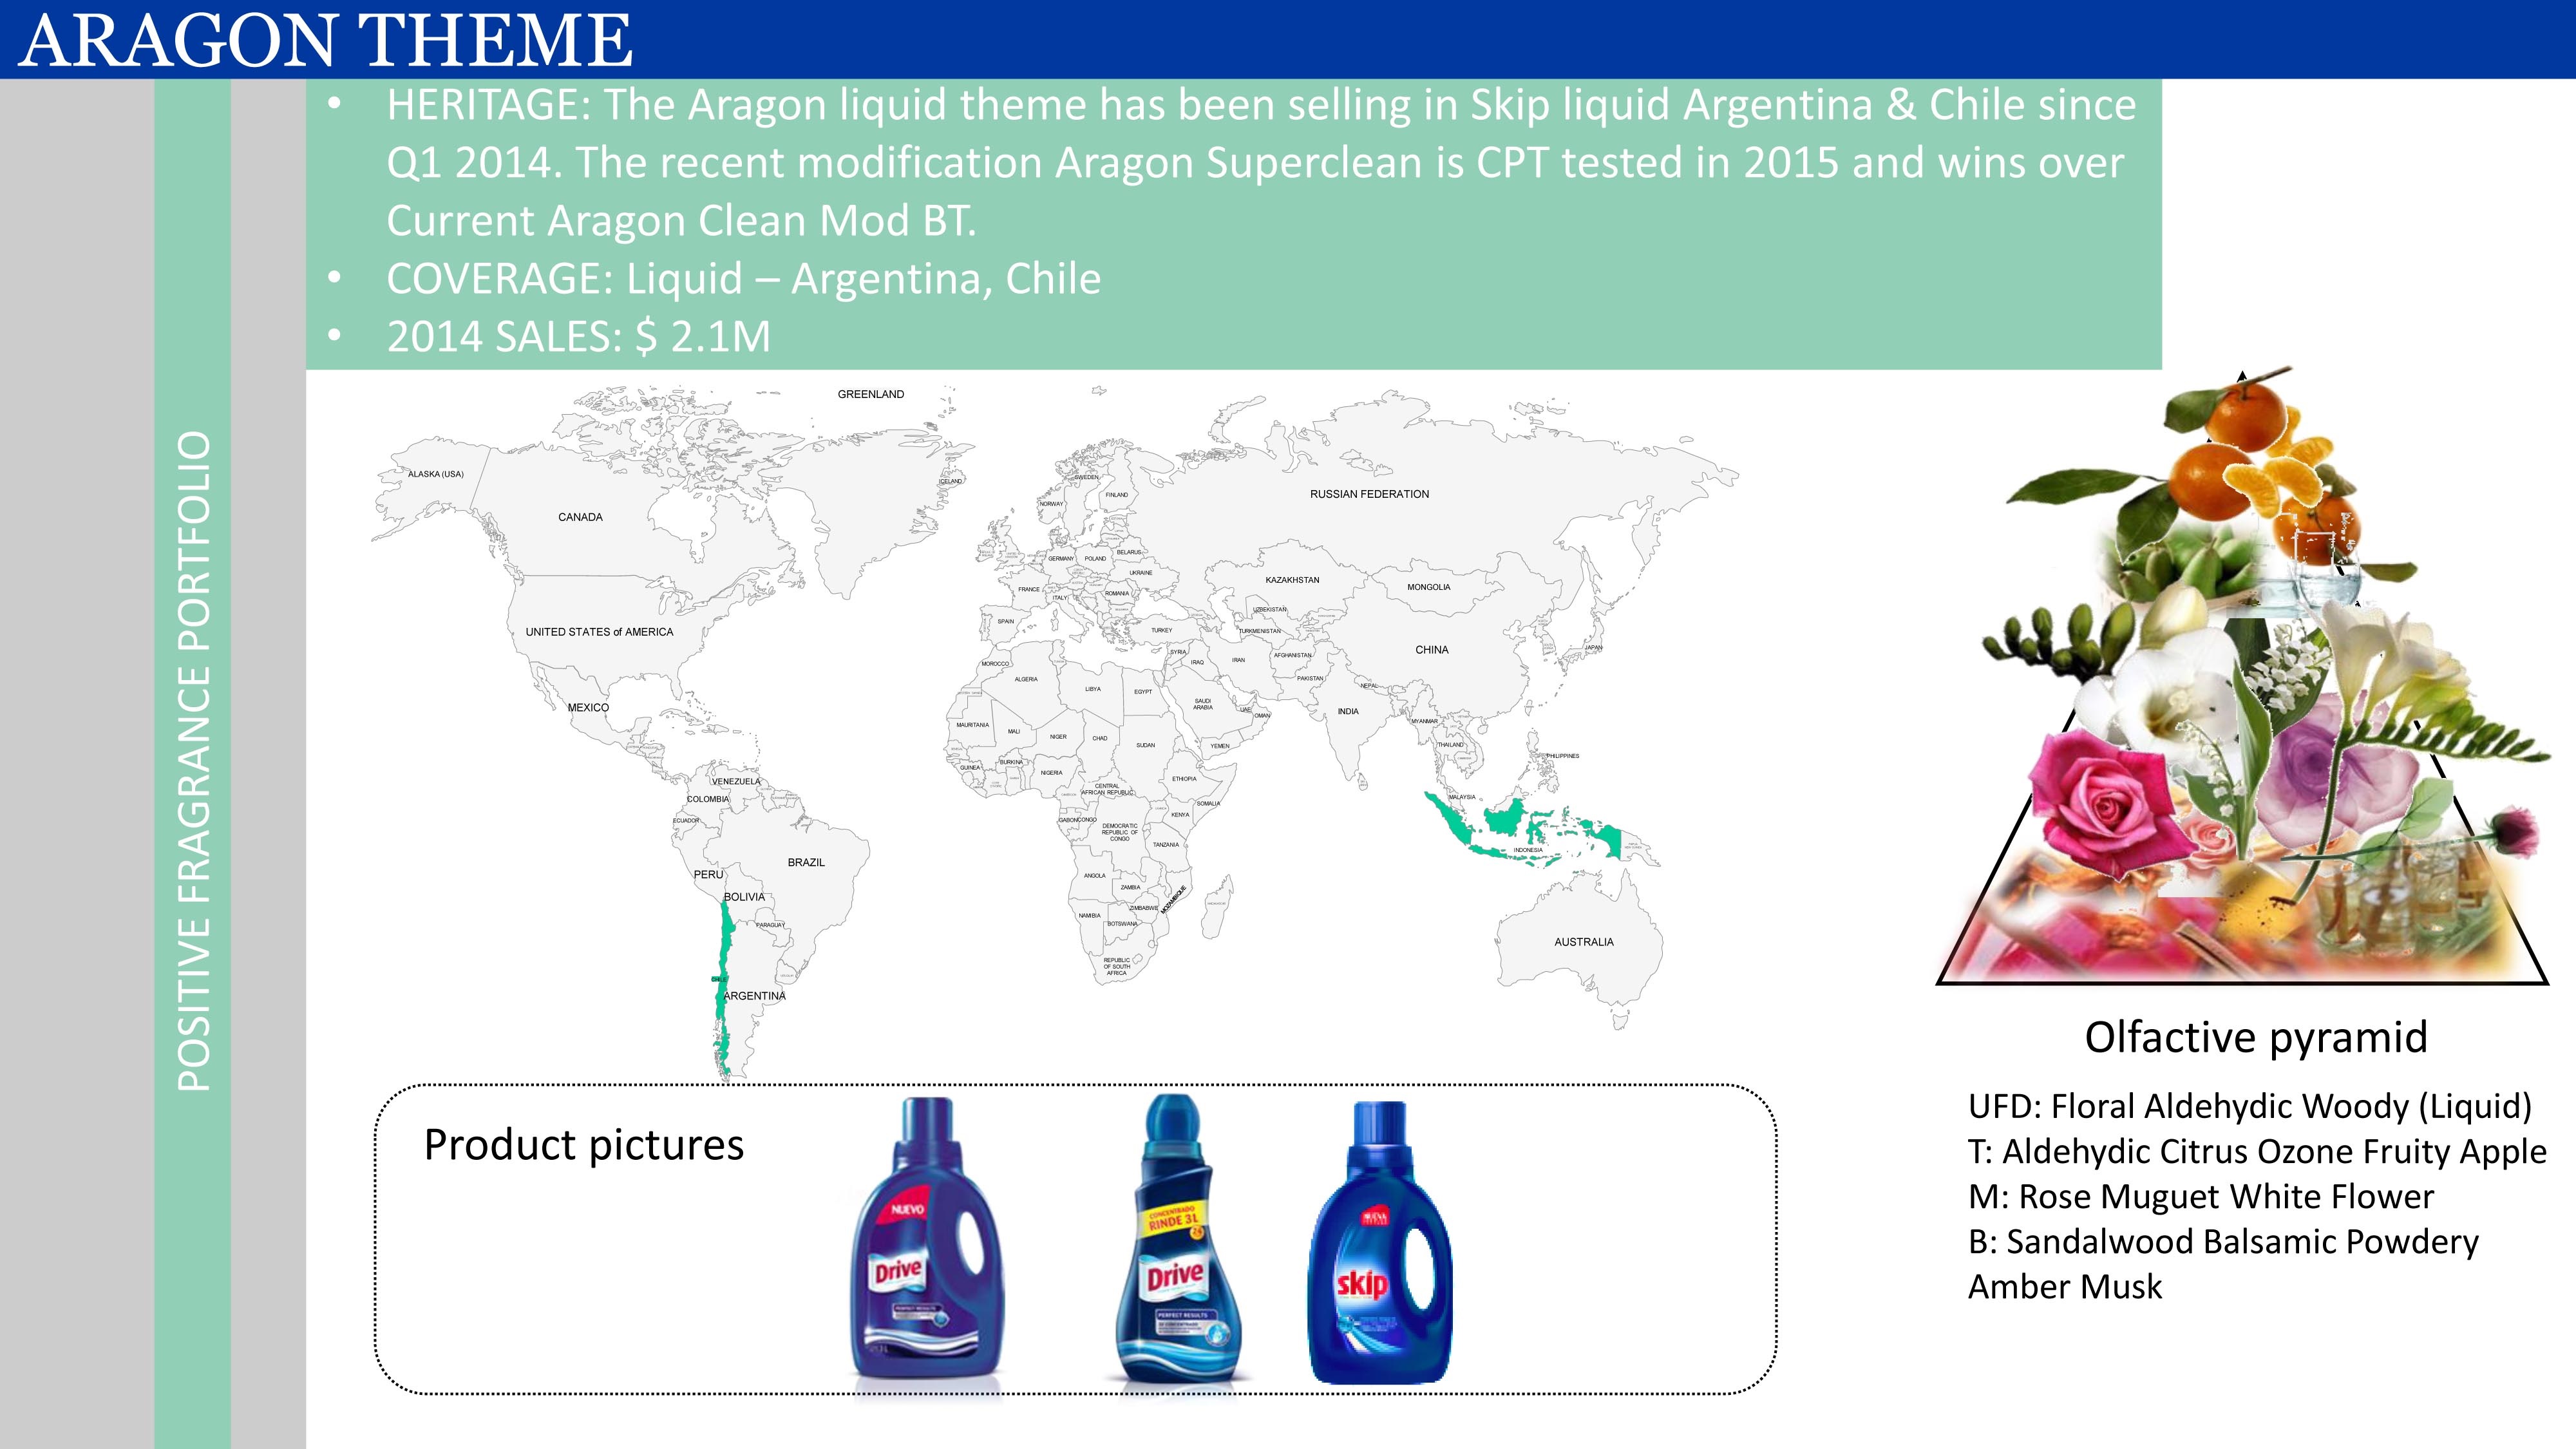 ARAGON THEME
POSITIVE FRAGRANCE PORTFOLIO
• HERITAGE: The Aragon liquid theme has been selling in Skip liquid Argentina & Chile since
Q1 2014. The recent modification Aragon Superclean is CPT tested in 2015 and wins over
Current Aragon Clean Mod BT.
• COVERAGE: Liquid – Argentina, Chile
• 2014 SALES: $ 2.1M
GREENLAND
ALASKA (USA)
ICELAND
SWEDEN
FINLAND
NORWAY
RUSSIAN FEDERATION
CANADA
BELARUS
GERMANY
POLAND
UKRAINE
KAZAKHSTAN
MONGOLIA
FRANCE
ITALY
ROMANIA
UZBEKISTAN
SPAIN
UNITED STATES of AMERICA
TURKEY
TURKMENISTAN
CHINA
JAPAN
SYRIA
IRAQ
IRAN
AFGHANISTAN
MOROCCO
ALGERIA
PAKISTAN
NEPAL
LIBYA
EGYPT
SAUDI
ARABIA
UAE
OMAN
INDIA
MEXICO
MYANMAR
MAURITANIA
MALI
NIGER
CHAD
SUDAN
YEMEN
THAILAND
PHILIPPINES
GUINEA
BURKINA
NIGERIA
ETHIOPIA
VENEZUELA
COLOMBIA
CENTRAL
AFRICAN REPUBLIC
SOMALIA
MALAYSIA
ECUADOR
GABON
CONGO
KENYA
DEMOCRATIC
REPUBLIC OF
CONGO
TANZANIA
INDONESIA
BRAZIL
PERU
ANGOLA
ZAMBIA
MOZAMBIQUE
BOLIVIA
ZIMBABWE
NAMIBIA
BOTSWANA
PARAGUAY
AUSTRALIA
REPUBLIC
OF SOUTH
AFRICA
CHILE
ARGENTINA
Product pictures
NUEVO
Drive
PERFECT RESULTS
CONCENTRADO
RINDE 3L
Drive
PERFECT RESULTS
NUEVA
skip
Olfactive pyramid
UFD: Floral Aldehydic Woody (Liquid)
T: Aldehydic Citrus Ozone Fruity Apple
M: Rose Muguet White Flower
B: Sandalwood Balsamic Powdery
Amber Musk